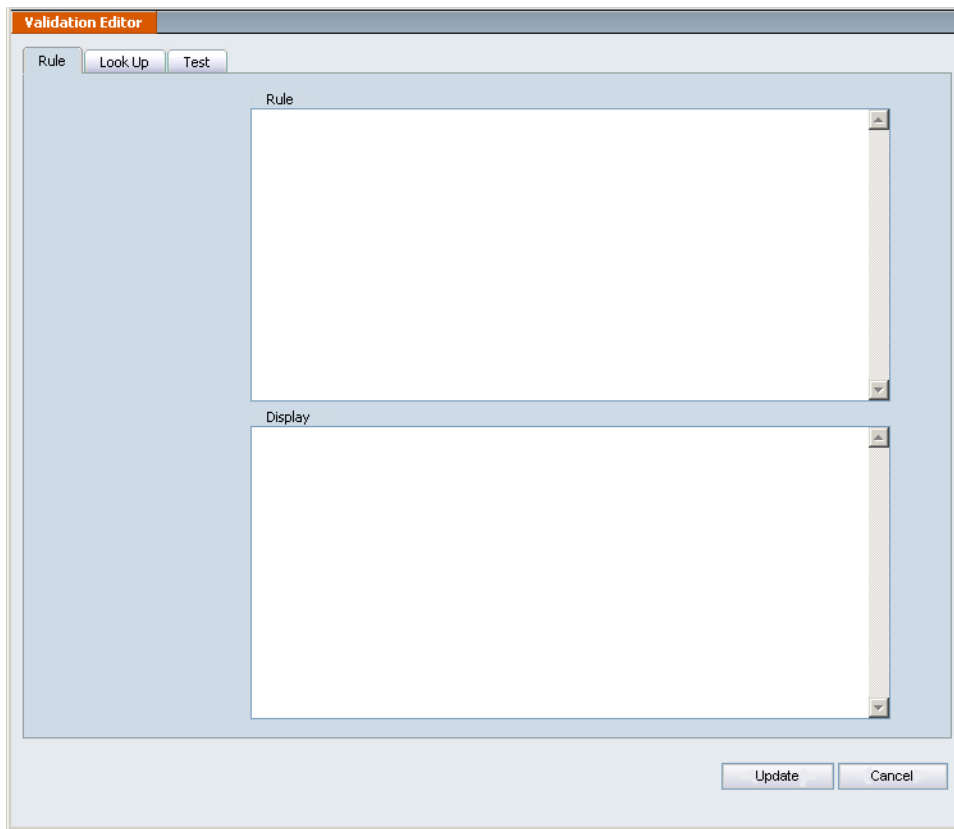 Validation Editor
Rule Look Up Test
Rule
Display
Update Cancel